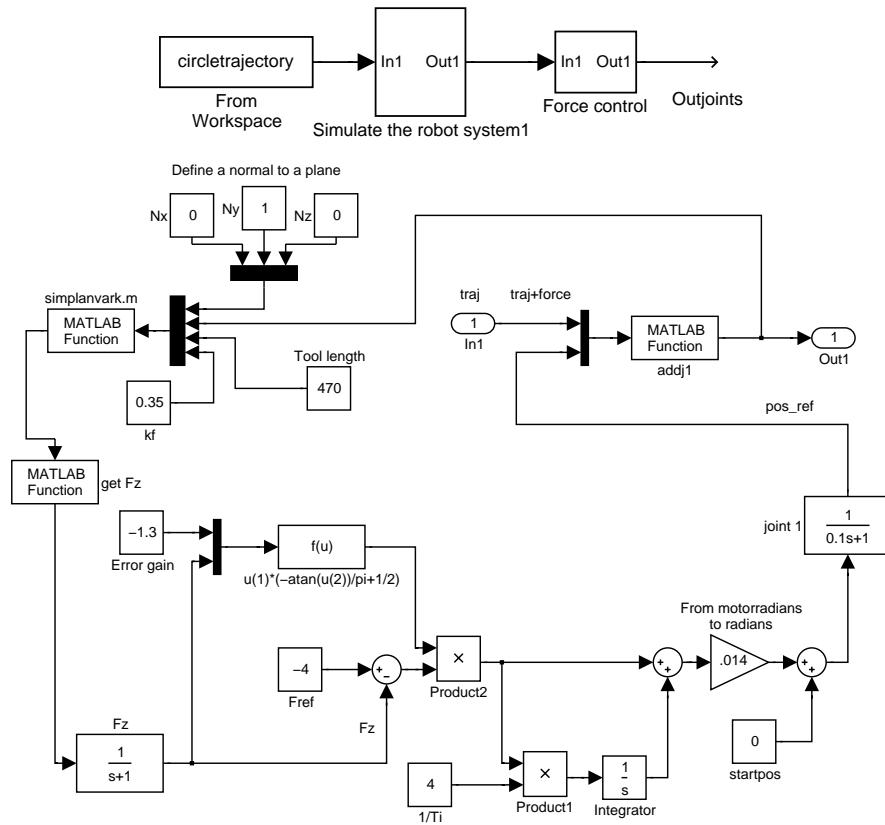 circletrajectory
In1
Out1
In1
Out1
From
Workspace
Simulate the robot system1
Force control
Outjoints
Define a normal to a plane
Nx
0
Ny
1
Nz
0
simplanvark.m
MATLAB
Function
traj
traj+force
1
In1
MATLAB
Function
addj1
1
Out1
Tool length
470
0.35
kf
pos_ref
MATLAB
Function
get Fz
−1.3
Error gain
f(u)
u(1)*(−atan(u(2))/pi+1/2)
joint 1
1
0.1s+1
From motorradians
to radians
.014
−4
Fref
+
−
×
Product2
+
+
+
+
Fz
Fz
1
s+1
0
startpos
4
1/Ti
×
Product1
1
s
Integrator